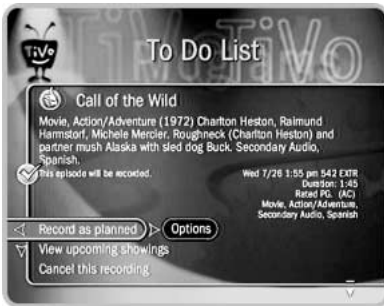 TiVo
To Do List
Call of the Wild
Movie, Action/Adventure (1972) Charlton Heston, Raimund
Harmstorf, Michele Mercier. Roughneck (Charlton Heston) and
partner mush Alaska with sled dog Buck. Secondary Audio,
Spanish.
This episode will be recorded.
Wed 7/26 1:55 pm 542 EXTR
Duration: 1:45
Rated PG. (AC)
Movie, Action/Adventure,
Secondary Audio, Spanish
Record as planned
Options
View upcoming showings
Cancel this recording